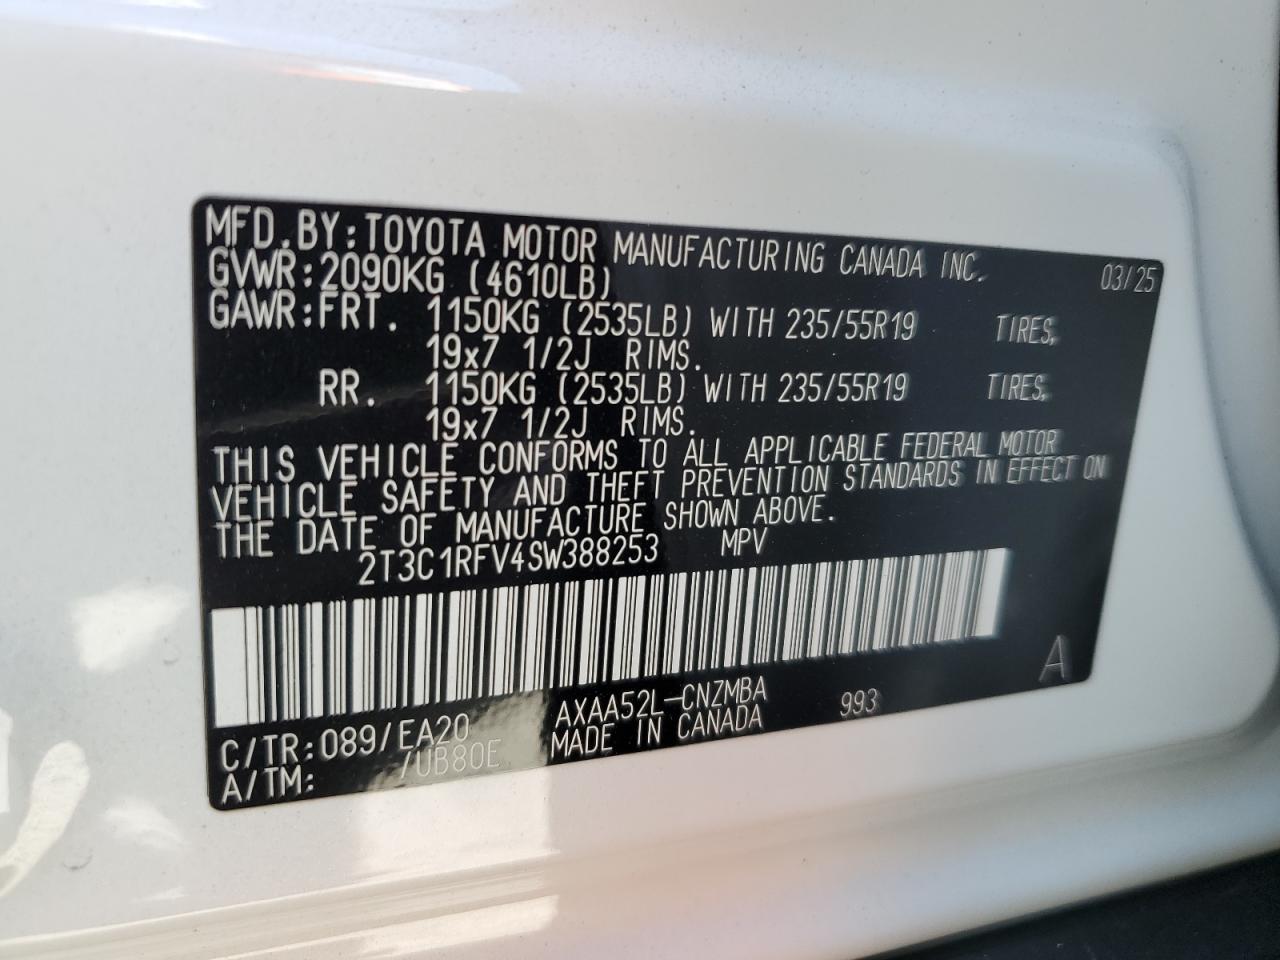 MFD.BY:TOYOTA MOTOR MANUFACTURING CANADA INC. 03/25
GVWR:2090KG (4610LB)
GAWR:FRT. 1150KG (2535LB) WITH 235/55R19 TIRES,
19x7 1/2J RIMS.
RR. 1150KG (2535LB) WITH 235/55R19 TIRES,
19x7 1/2J RIMS.
THIS VEHICLE CONFORMS TO ALL APPLICABLE FEDERAL MOTOR
VEHICLE SAFETY AND THEFT PREVENTION STANDARDS IN EFFECT ON
THE DATE OF MANUFACTURE SHOWN ABOVE.
2T3C1RFV4SW388253 MPV
A
C/TR:089/EA20 AXAA52L-CNZMBA 993
A/TM: /UB80E MADE IN CANADA